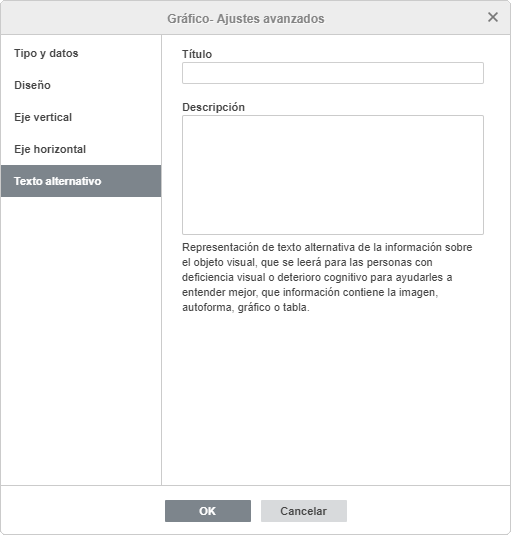 Gráfico- Ajustes avanzados
Tipo y datos
Diseño
Eje vertical
Eje horizontal
Texto alternativo
Título
Descripción
Representación de texto alternativa de la información sobre
el objeto visual, que se leerá para las personas con
deficiencia visual o deterioro cognitivo para ayudarles a
entender mejor, que información contiene la imagen,
autoforma, gráfico o tabla.
OK
Cancelar